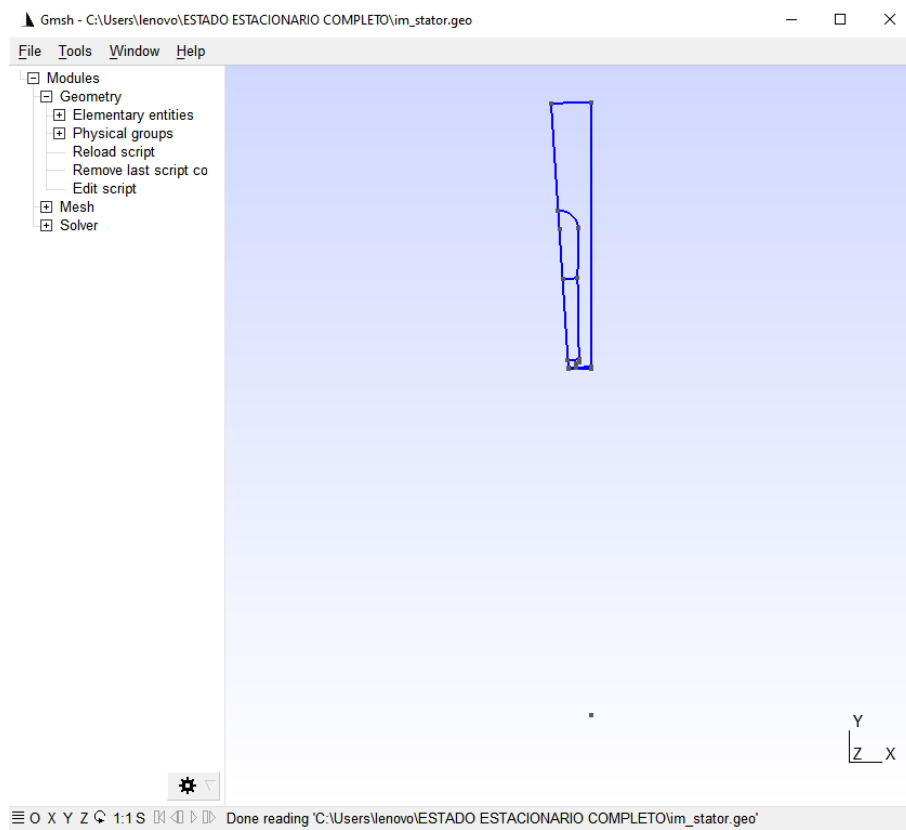 Gmsh - C:\Users\lenovo\ESTADO ESTACIONARIO COMPLETO\im_stator.geo
File Tools Window Help
Modules
Geometry
Elementary entities
Physical groups
Reload script
Remove last script co
Edit script
Mesh
Solver
Y
Z X
O X Y Z 1:1 S Done reading 'C:\Users\lenovo\ESTADO ESTACIONARIO COMPLETO\im_stator.geo'